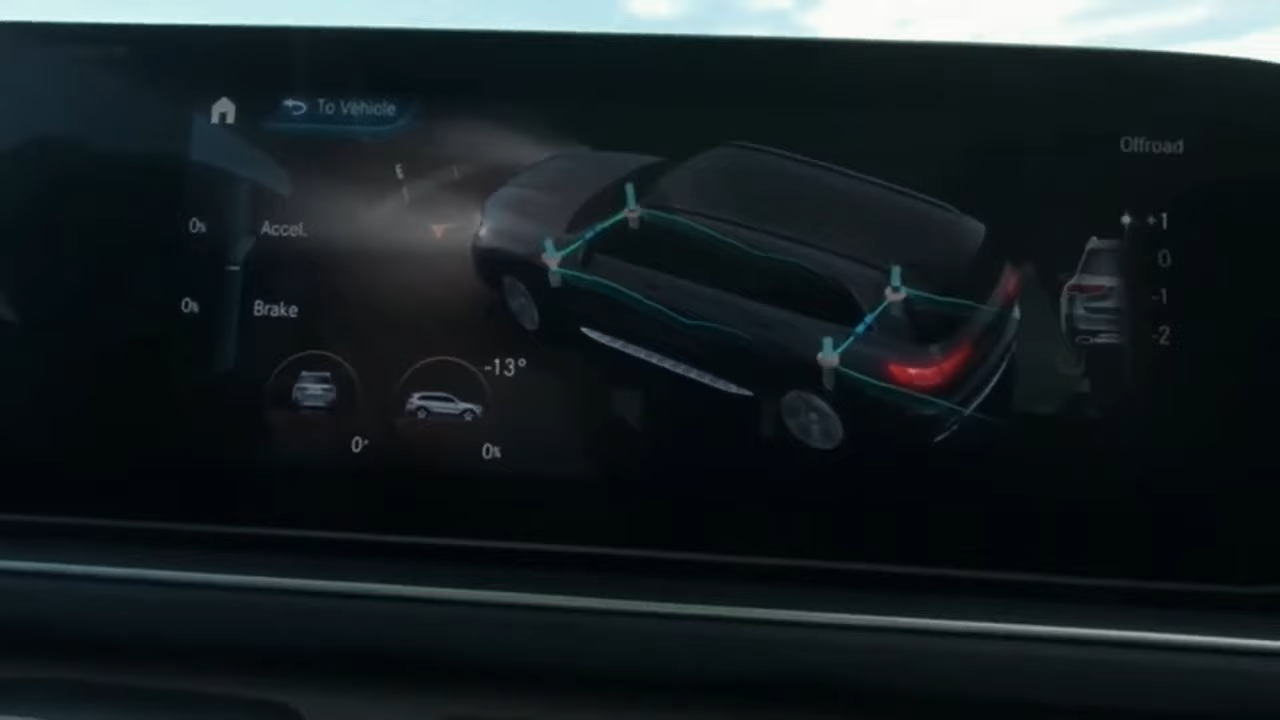 To Vehicle
Offroad
E
0% Accel.
+1
0
-1
-2
0% Brake
-13°
0°
0%